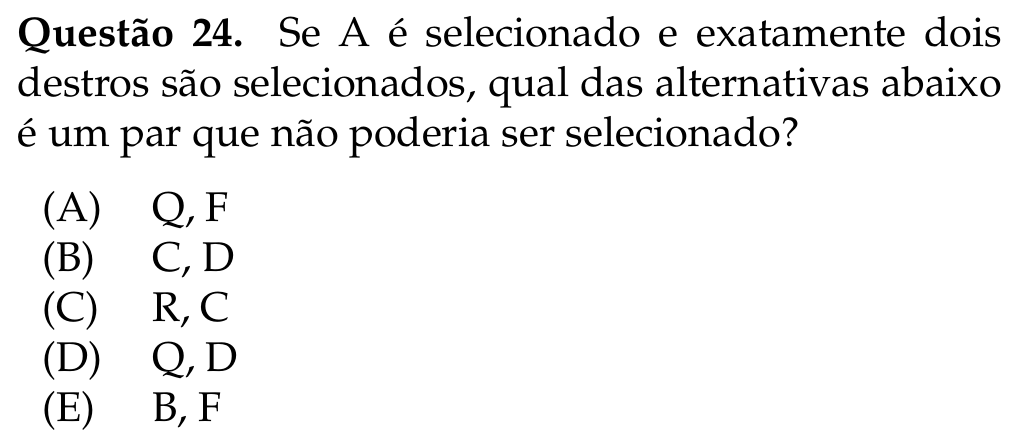 Questão 24. Se A é selecionado e exatamente dois
destros são selecionados, qual das alternativas abaixo
é um par que não poderia ser selecionado?
(A) Q, F
(B) C, D
(C) R, C
(D) Q, D
(E) B, F